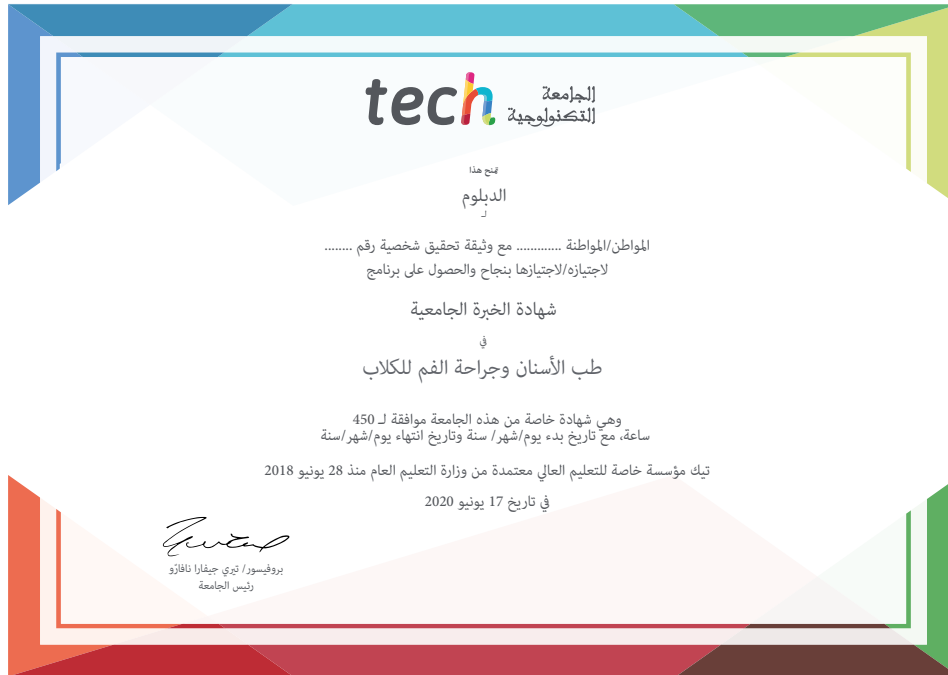 tech الجامعة
التكنولوجية
تمنح هذا
الدبلوم
لـ
المواطن/المواطنة ............. مع وثيقة تحقيق شخصية رقم ........
لاجتيازه/لاجتيازها بنجاح والحصول على برنامج
شهادة الخبرة الجامعية
في
طب الأسنان وجراحة الفم للكلاب
وهي شهادة خاصة من هذه الجامعة موافقة لـ 450
ساعة، مع تاريخ بدء يوم/شهر/ سنة وتاريخ انتهاء يوم/شهر/سنة
تيك مؤسسة خاصة للتعليم العالي معتمدة من وزارة التعليم العام منذ 28 يونيو 2018
في تاريخ 17 يونيو 2020
بروفيسور/ تيري جيفارا نافارّو
رئيس الجامعة